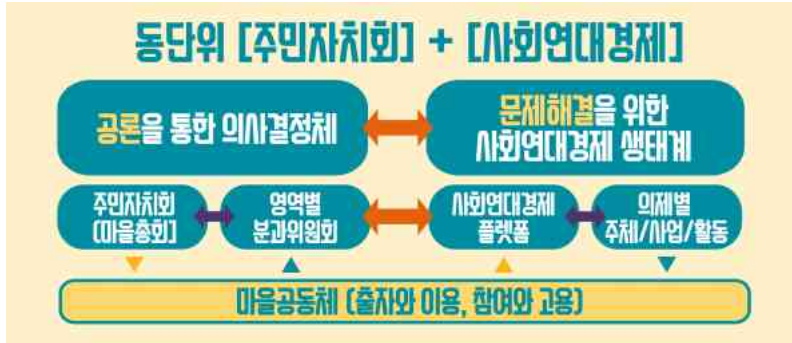 동단위 [주민자치회] + [사회연대경제]
공론을 통한 의사결정체
문제해결을 위한
사회연대경제 생태계
주민자치회
(마을총회)
영역별
분과위원회
사회연대경제
플렛폼
의제별
주체/사업/활동
마을공동체 (출자와 이용, 참여와 고용)